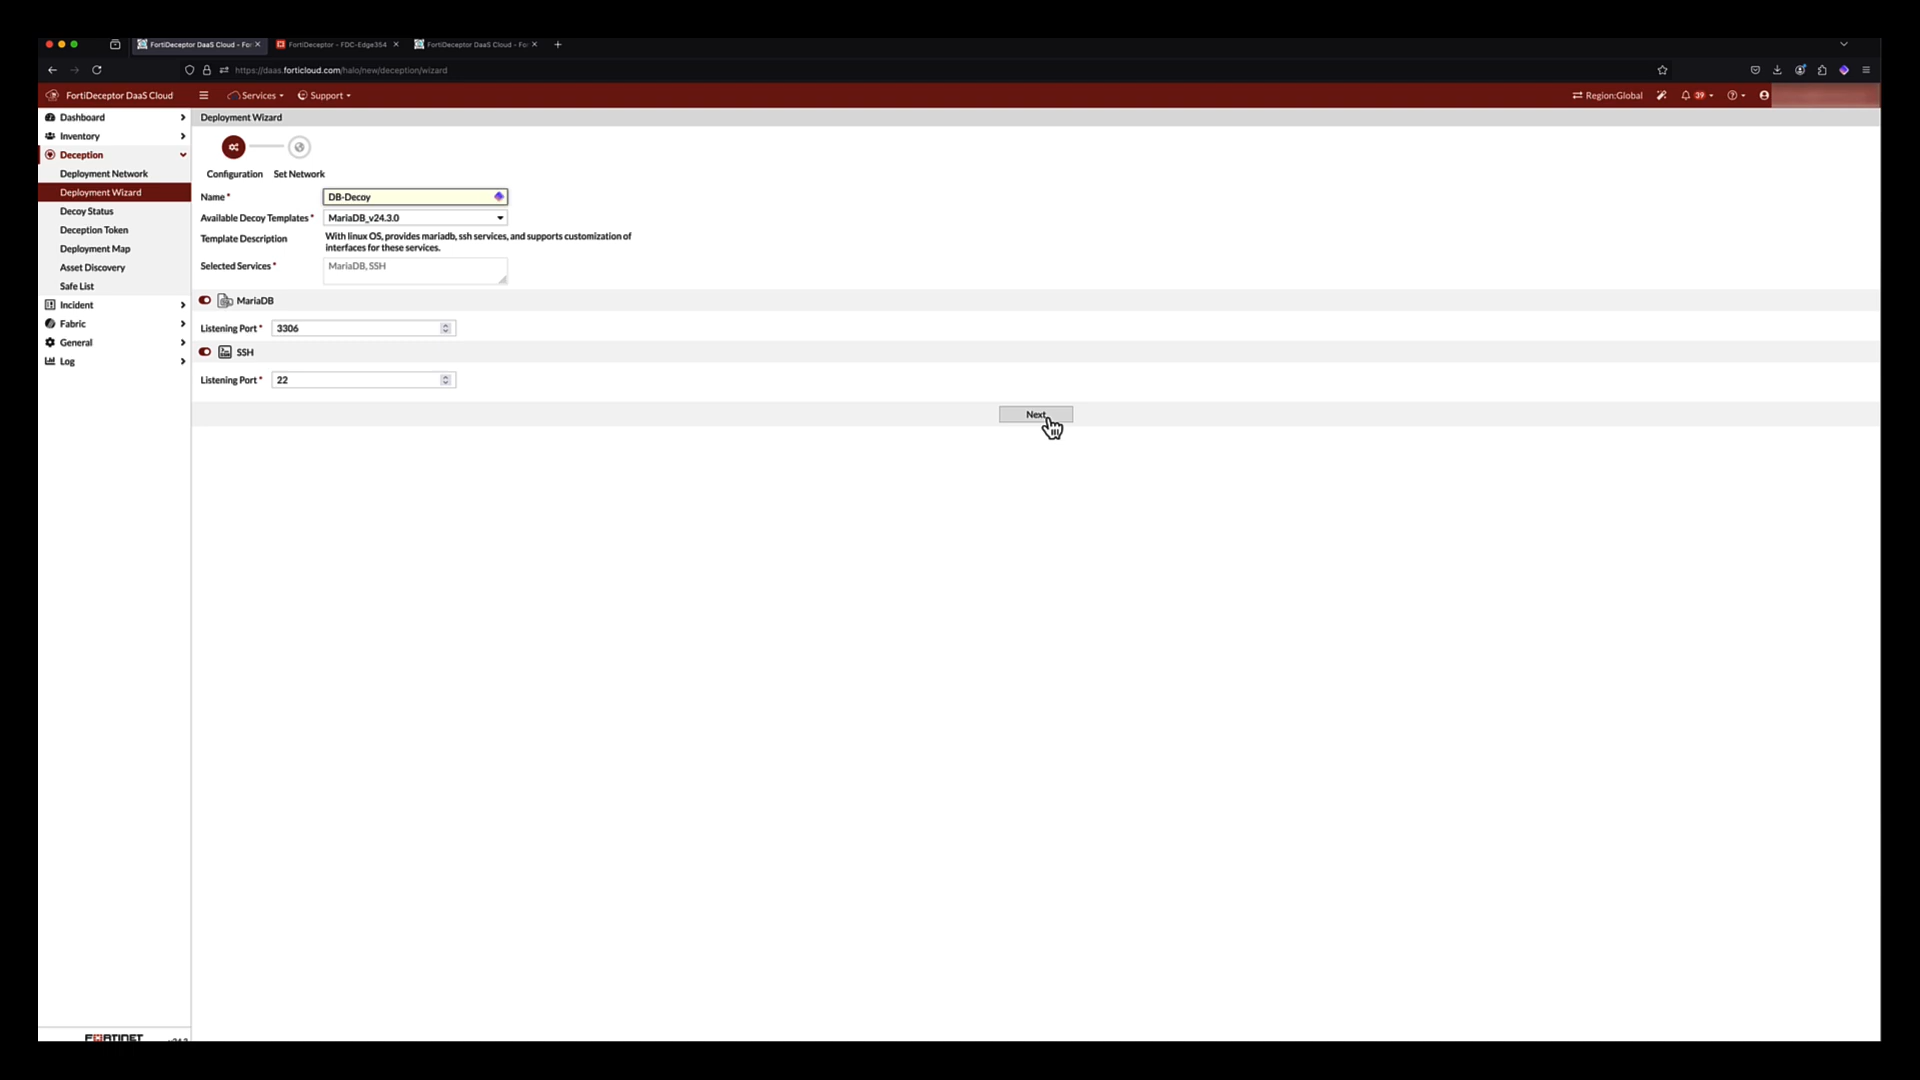 FortiDeceptor DaaS Cloud - For
FortiDeceptor - FDC-Edge354
FortiDeceptor DaaS Cloud - For
https://daas.forticloud.com/halo/new/deception/wizard
FortiDeceptor DaaS Cloud
Services
Support
Region:Global
39
Dashboard
Inventory
Deception
Deployment Network
Deployment Wizard
Decoy Status
Deception Token
Deployment Map
Asset Discovery
Safe List
Incident
Fabric
General
Log
Deployment Wizard
Configuration
Set Network
Name *
DB-Decoy
Available Decoy Templates *
MariaDB_v24.3.0
Template Description
With linux OS, provides mariadb, ssh services, and supports customization of
interfaces for these services.
Selected Services *
MariaDB, SSH
MariaDB
Listening Port *
3306
SSH
Listening Port *
22
Next
FORTINET